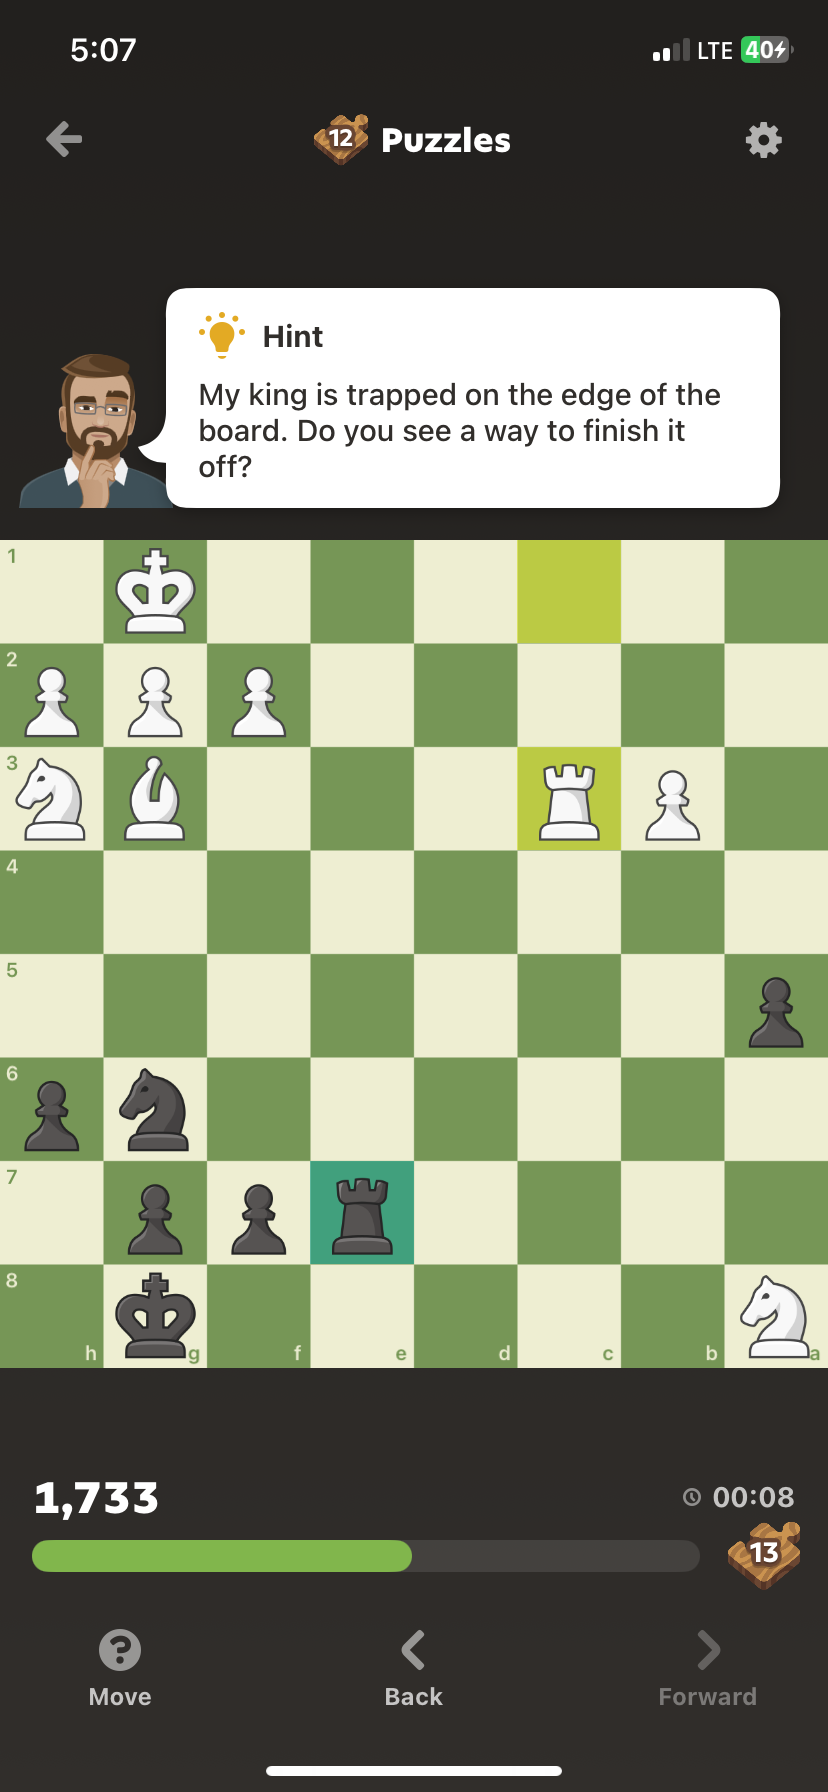 5:07 LTE 40
12 Puzzles
Hint
My king is trapped on the edge of the
board. Do you see a way to finish it
off?
1
2
3
4
5
6
7
8
h g f e d c b a
1,733 00:08
13
? Move Back Forward